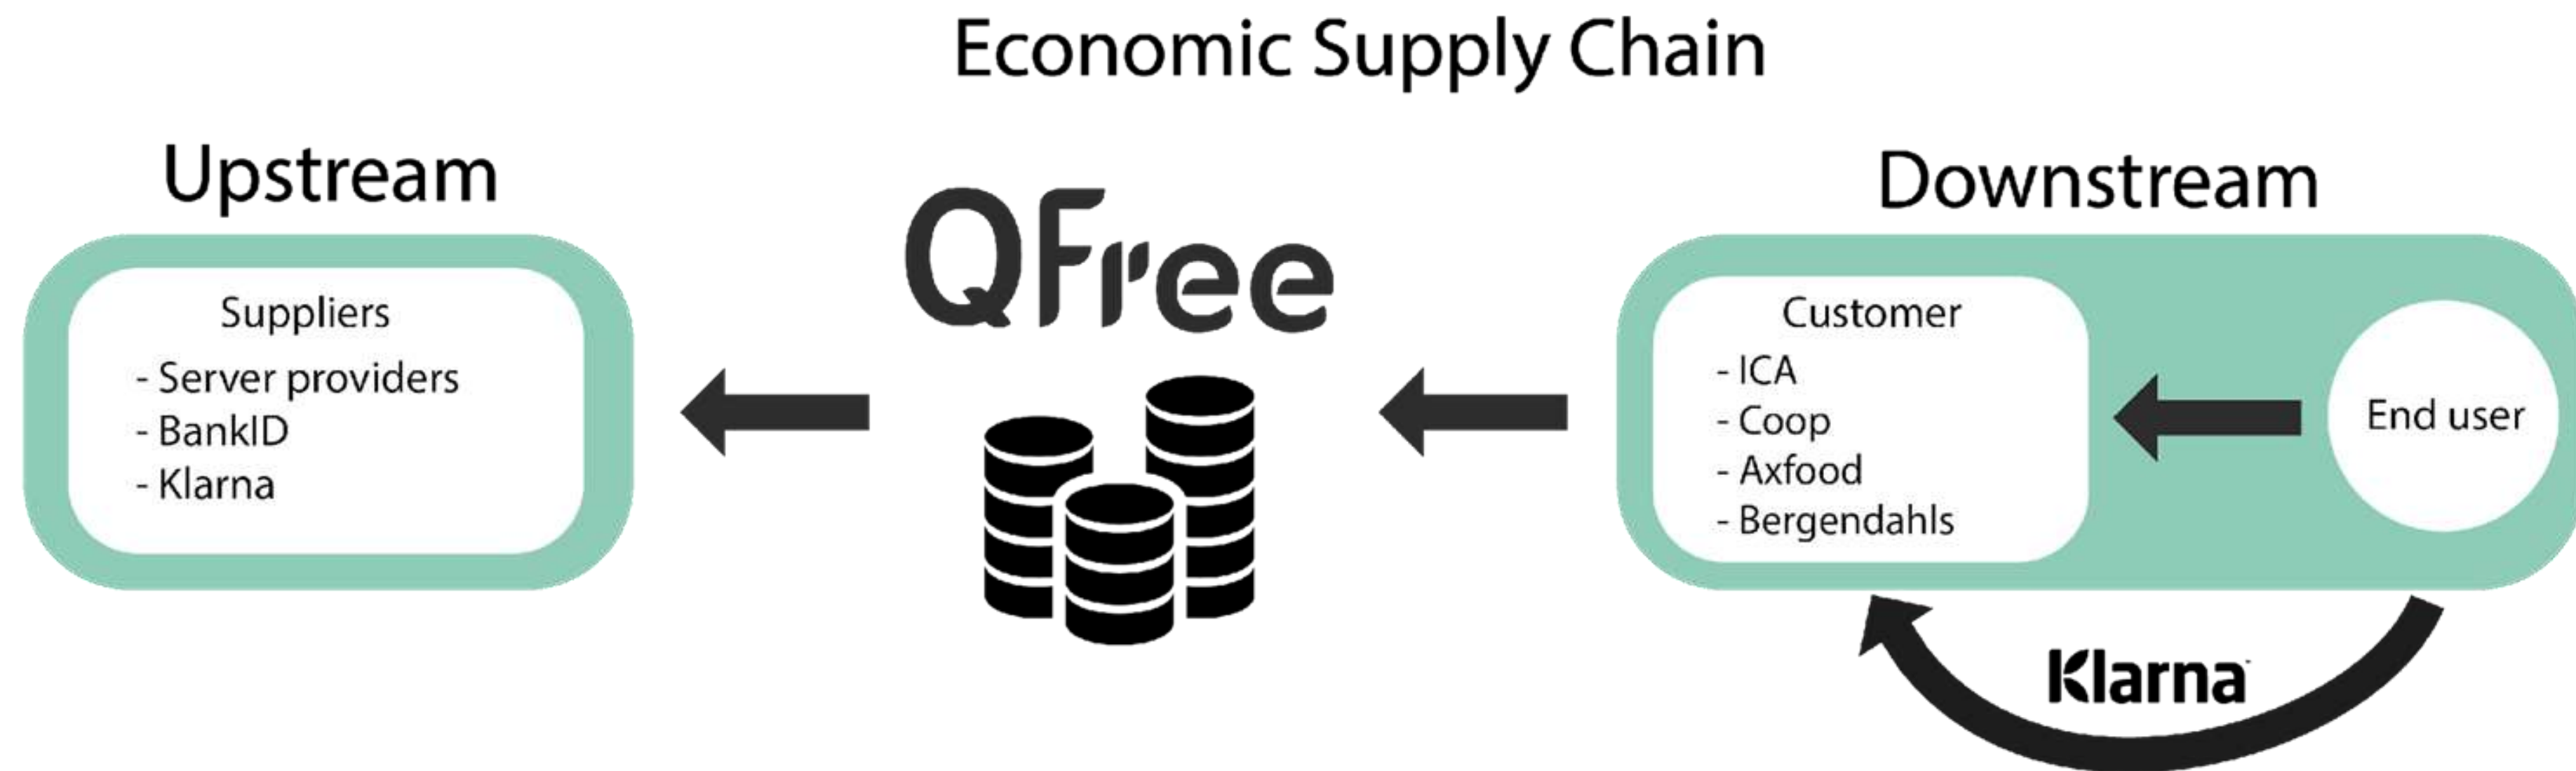 Economic Supply Chain
Upstream
Suppliers
- Server providers
- BankID
- Klarna
QFree
Downstream
Customer
- ICA
- Coop
- Axfood
- Bergendahls
End user
Klarna